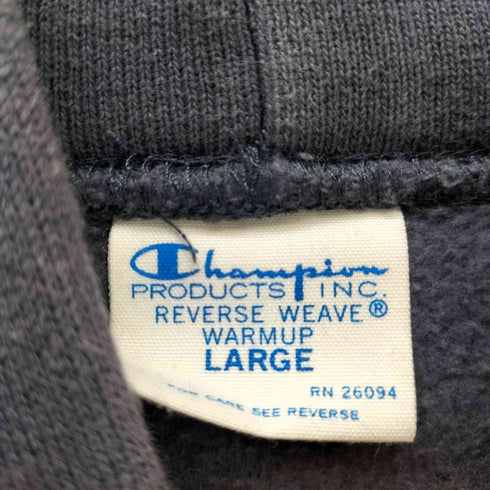 Champion
PRODUCTS INC.
REVERSE WEAVE®
WARMUP
LARGE
RN 26094
FOR CARE SEE REVERSE